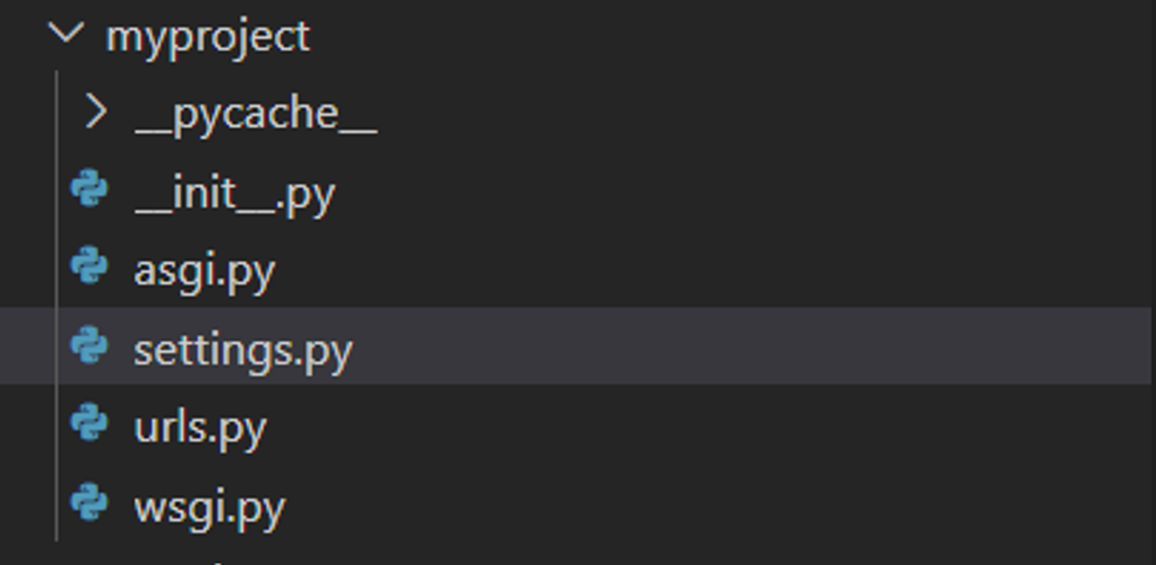 myproject
__pycache__
__init__.py
asgi.py
settings.py
urls.py
wsgi.py